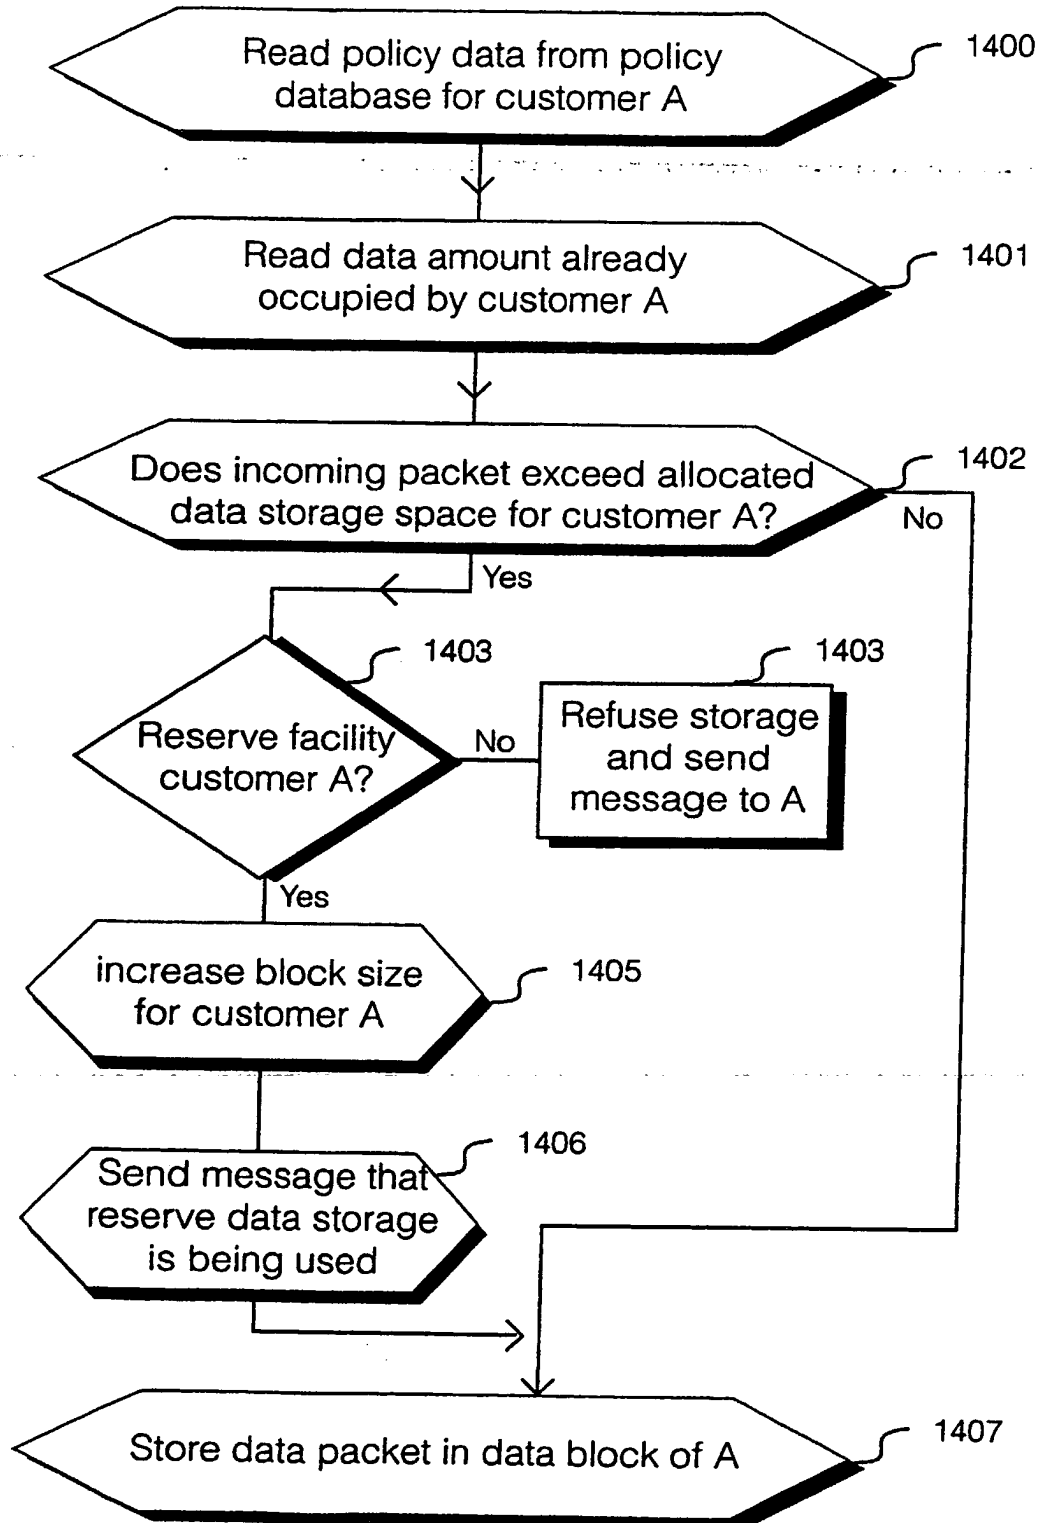 Read policy data from policy
database for customer A
1400
Read data amount already
occupied by customer A
1401
Does incoming packet exceed allocated
data storage space for customer A?
1402
No
Yes
1403
Reserve facility
customer A?
No
1403
Refuse storage
and send
message to A
Yes
increase block size
for customer A
1405
1406
Send message that
reserve data storage
is being used
Store data packet in data block of A
1407